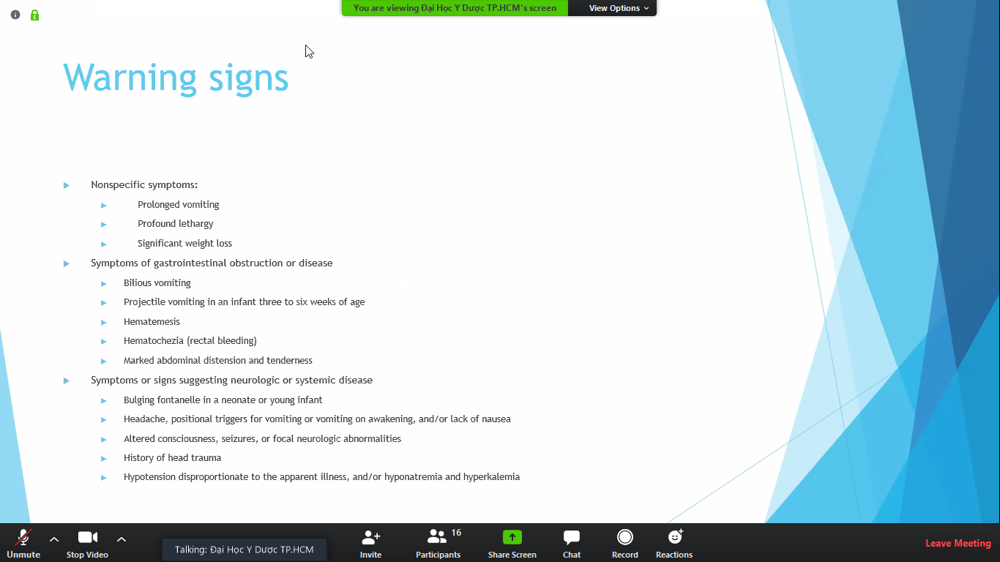 You are viewing Đại Học Y Dược TP.HCM's screen
View Options
Warning signs
Nonspecific symptoms:
Prolonged vomiting
Profound lethargy
Significant weight loss
Symptoms of gastrointestinal obstruction or disease
Bilious vomiting
Projectile vomiting in an infant three to six weeks of age
Hematemesis
Hematochezia (rectal bleeding)
Marked abdominal distension and tenderness
Symptoms or signs suggesting neurologic or systemic disease
Bulging fontanelle in a neonate or young infant
Headache, positional triggers for vomiting or vomiting on awakening, and/or lack of nausea
Altered consciousness, seizures, or focal neurologic abnormalities
History of head trauma
Hypotension disproportionate to the apparent illness, and/or hyponatremia and hyperkalemia
Unmute
Stop Video
Talking: Đại Học Y Dược TP.HCM
Invite
Participants
16
Share Screen
Chat
Record
Reactions
Leave Meeting